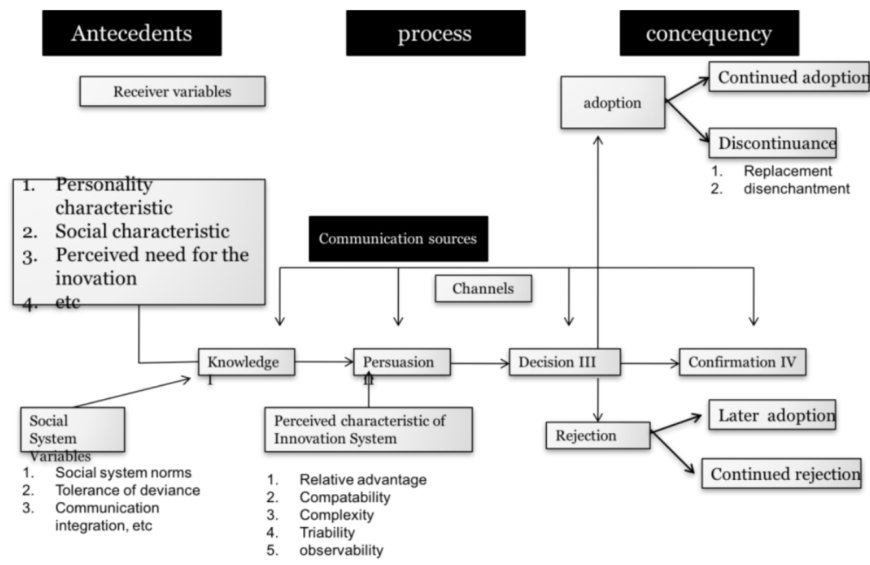 Antecedents
process
concequency
Receiver variables
adoption
Continued adoption
Discontinuance
1. Replacement
2. disenchantment
1. Personality
characteristic
2. Social characteristic
3. Perceived need for the
inovation
4. etc
Communication sources
Channels
Knowledge
I
Persuasion
II
Decision III
Confirmation IV
Social
System
Variables
1. Social system norms
2. Tolerance of deviance
3. Communication
integration, etc
Perceived characteristic of
Innovation System
1. Relative advantage
2. Compatability
3. Complexity
4. Triability
5. observability
Rejection
Later adoption
Continued rejection